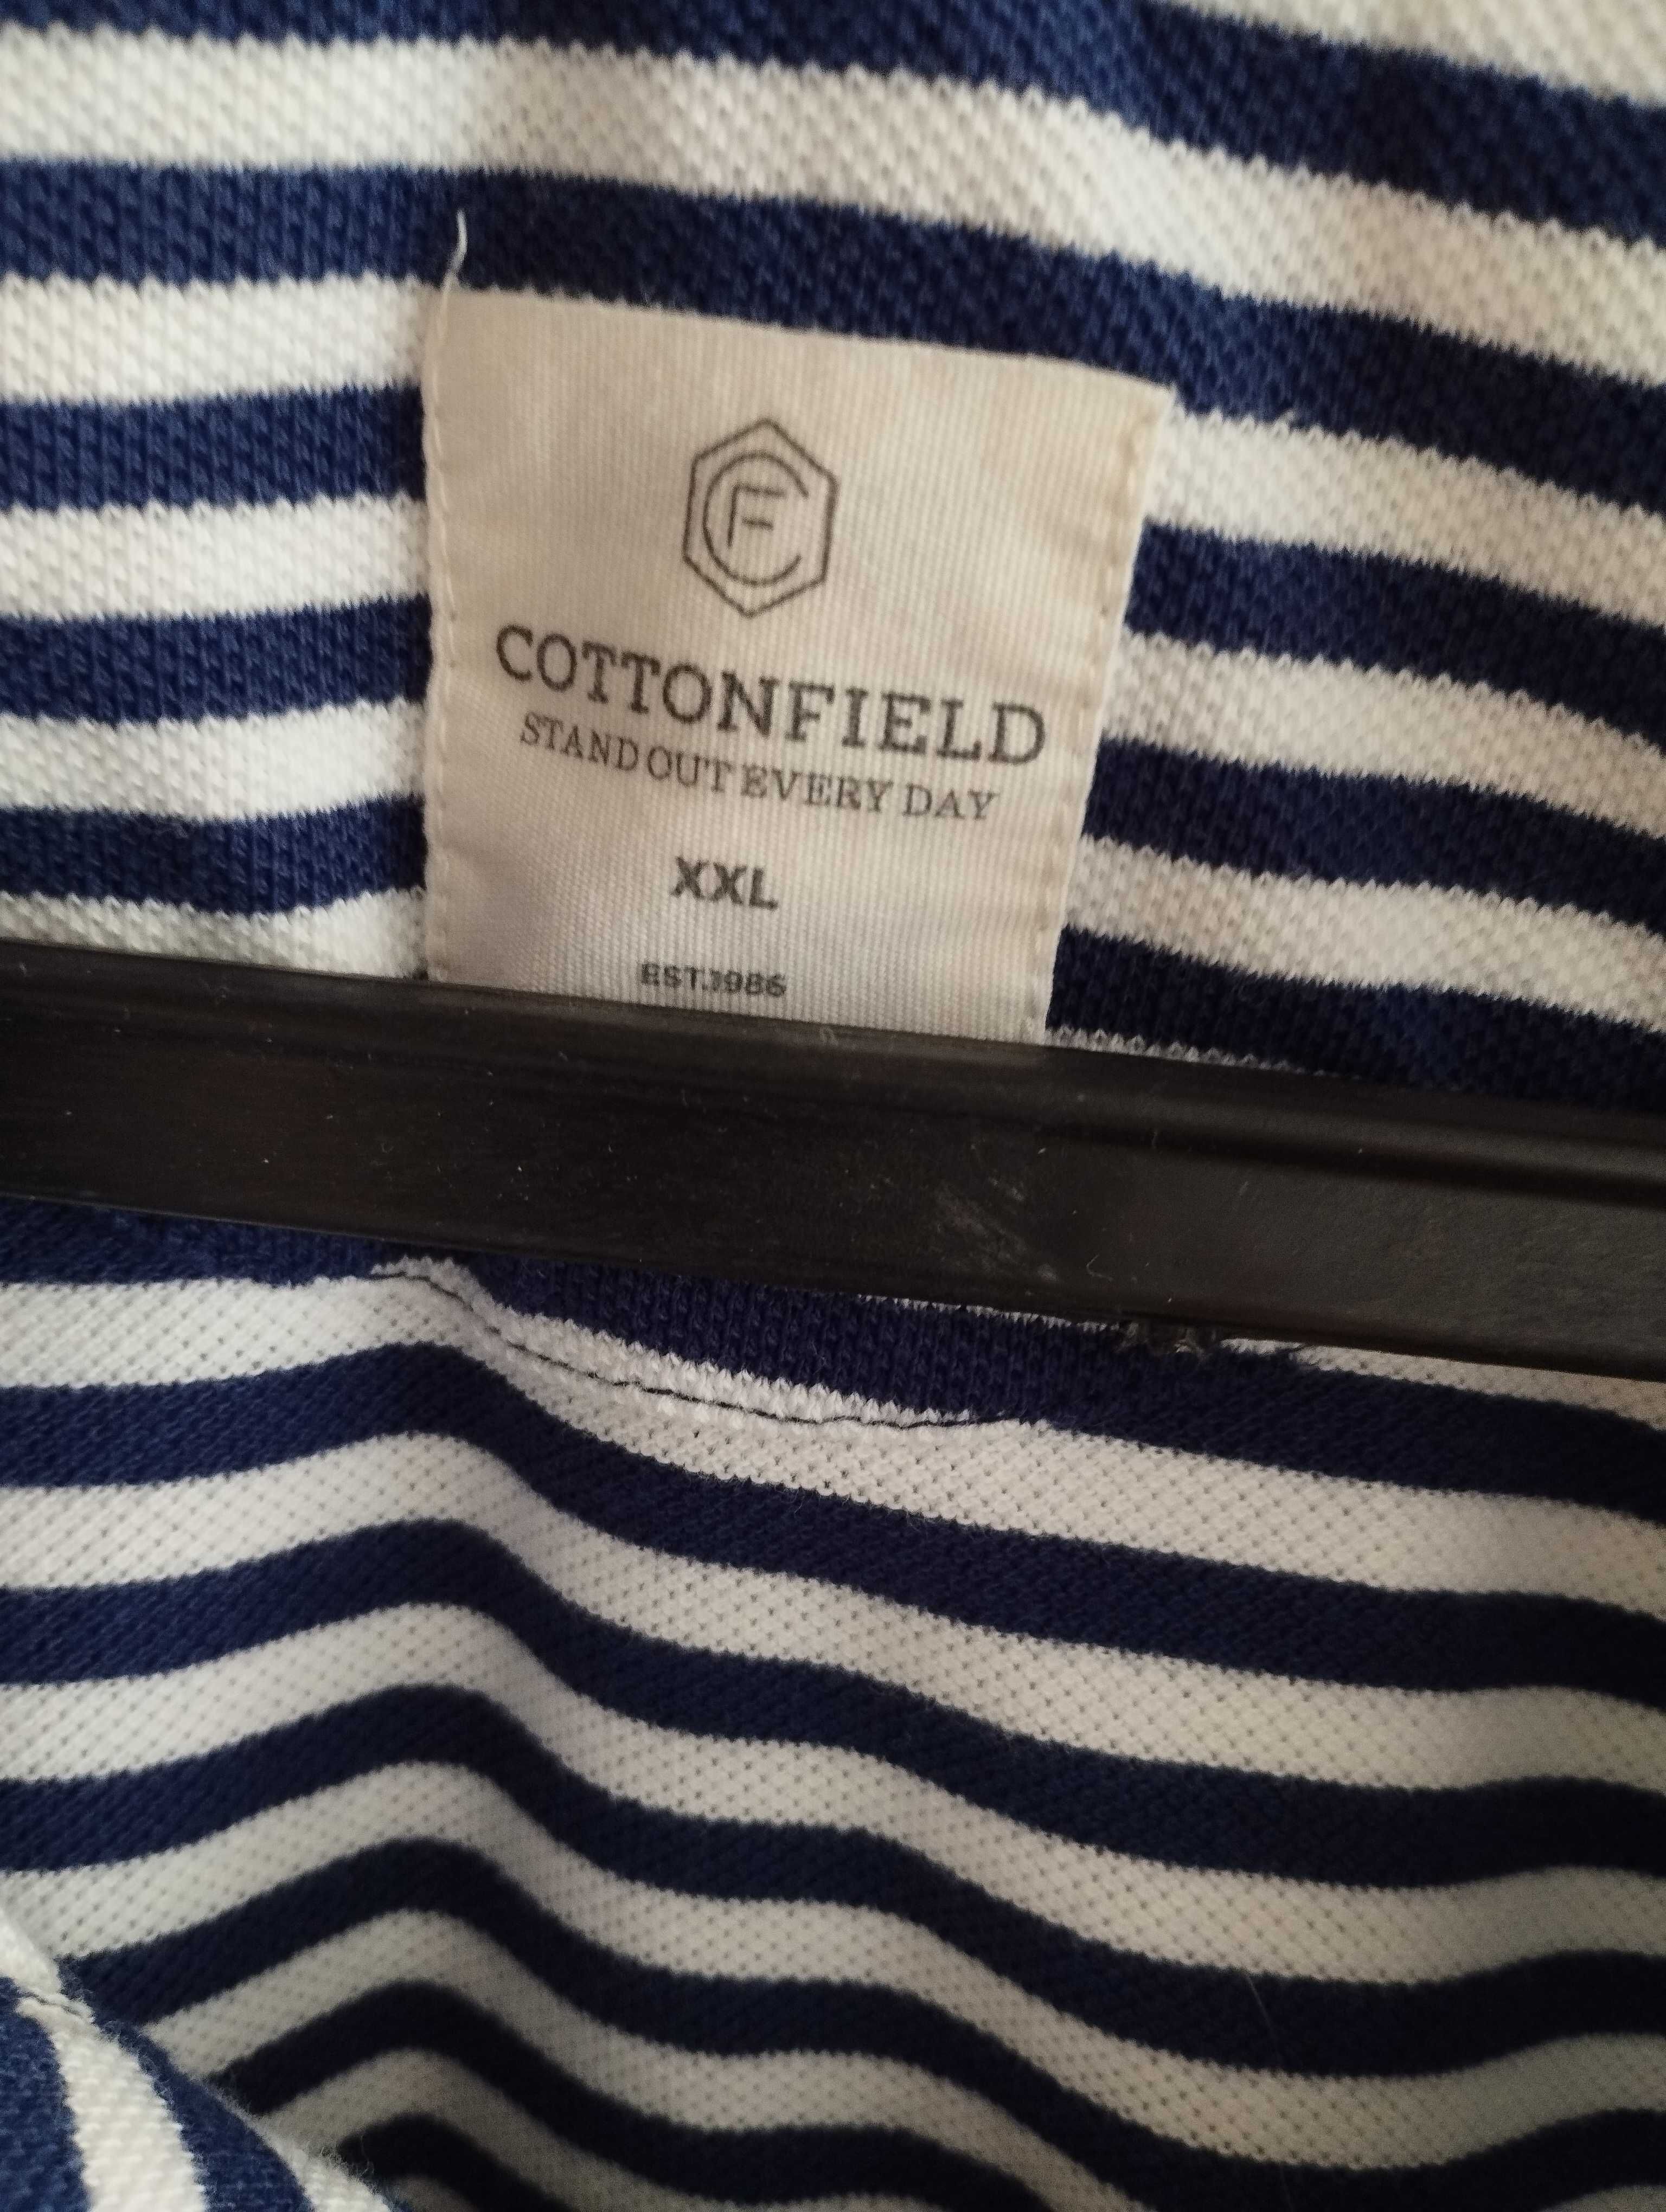 CF
COTTONFIELD
STAND OUT EVERY DAY
XXL
EST.1986